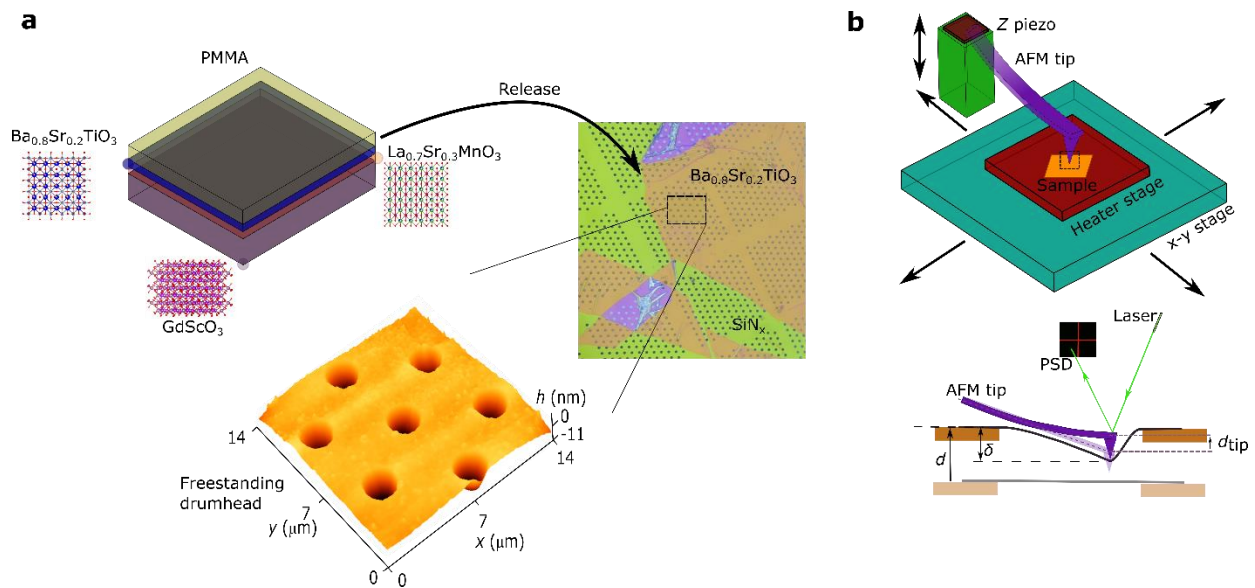 a
PMMA
Ba0.8Sr0.2TiO3
Release
La0.7Sr0.3MnO3
GdScO3
Ba0.8Sr0.2TiO3
SiNx
h (nm)
0
-11
14
14
Freestanding
drumhead
7
y (μm)
7
x (μm)
0
0
b
Z piezo
AFM tip
Sample
Heater stage
x-y stage
Laser
PSD
AFM tip
d
δ
dtip